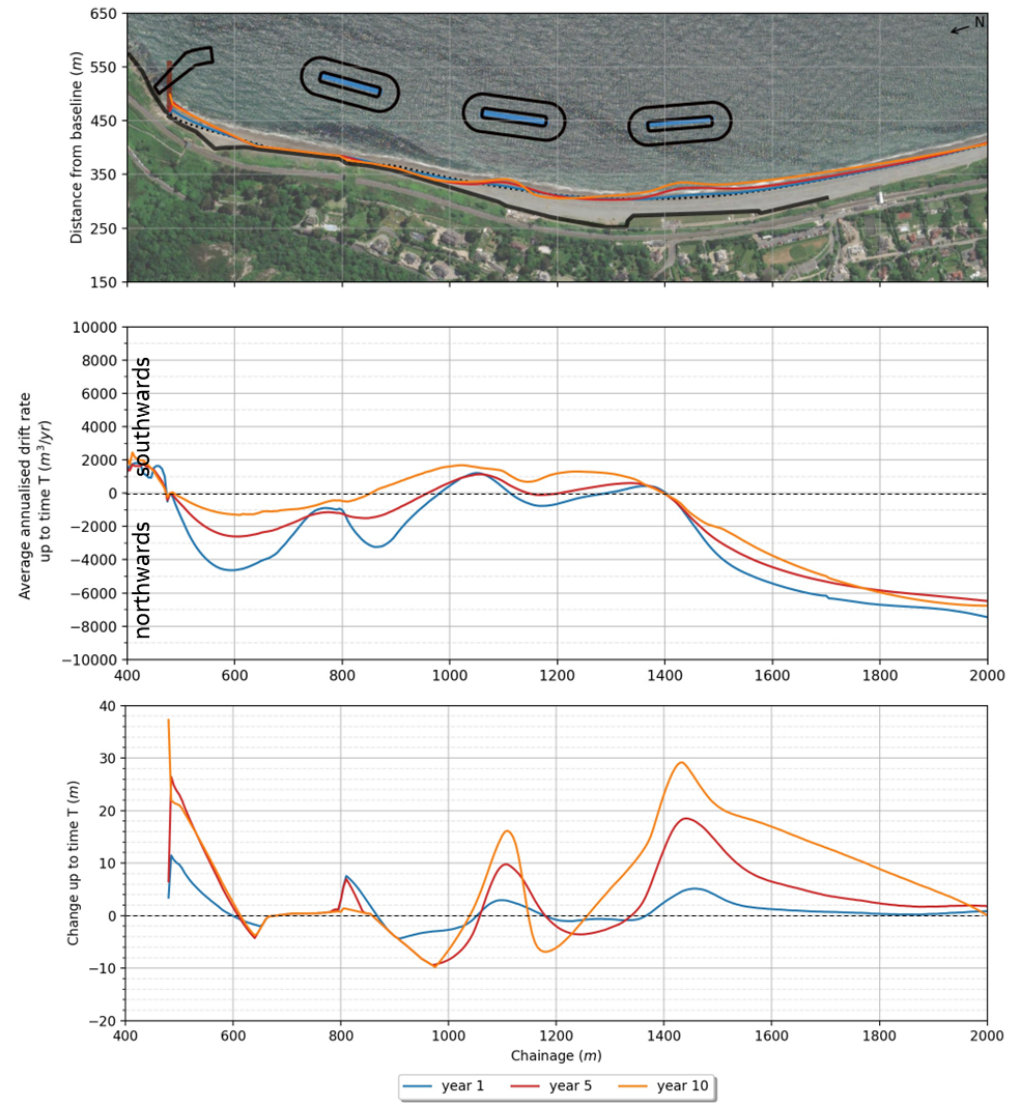 650
550
450
350
250
150
Distance from baseline (m)
N
10000
8000
6000
4000
2000
0
−2000
−4000
−6000
−8000
−10000
Average annualised drift rate
up to time T (m³/yr)
southwards
northwards
400 600 800 1000 1200 1400 1600 1800 2000
40
30
20
10
0
−10
−20
Change up to time T (m)
400 600 800 1000 1200 1400 1600 1800 2000
Chainage (m)
year 1 year 5 year 10